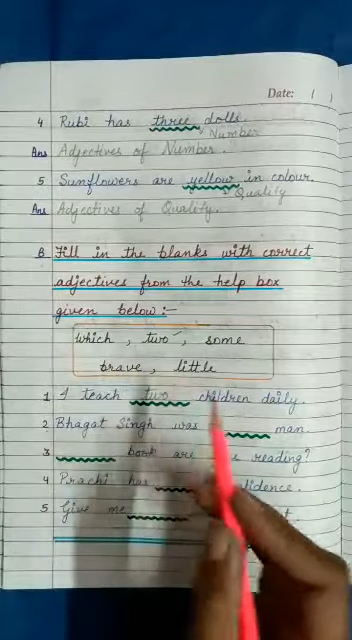 Date: / /
4 Rubi has three dolls.
Number
Ans Adjectives of Number.
5 Sunflowers are yellow in colour.
Quality
Ans Adjectives of Quality.
B Fill in the blanks with correct
adjectives from the help box
given below:-
which, two, some
brave, little
1 I teach two children daily.
2 Bhagat Singh was man.
3 book are reading?
4 Prachi has
5 Give me